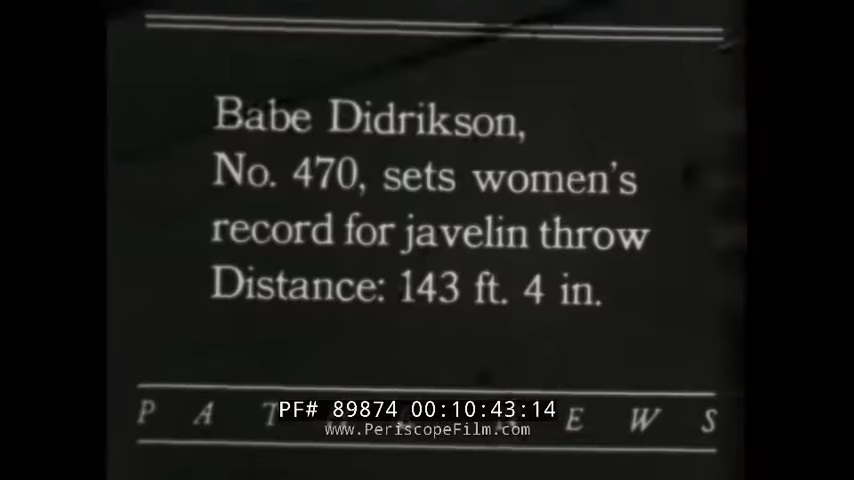 Babe Didrikson,
No. 470, sets women's
record for javelin throw
Distance: 143 ft. 4 in.
PF# 89874 00:10:43:14
P A T E W S
www.PeriscopeFilm.com